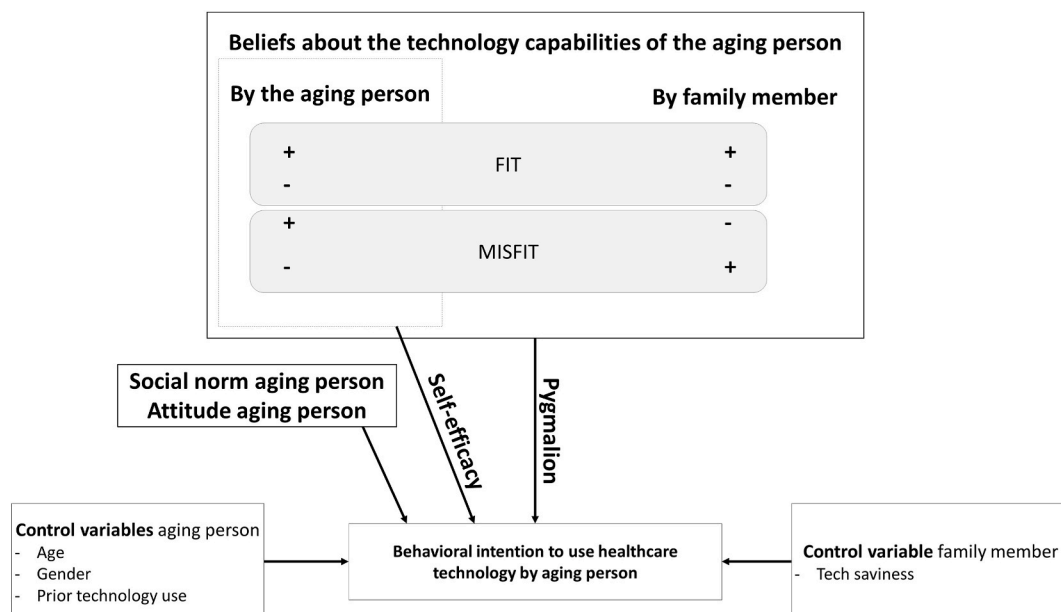 Beliefs about the technology capabilities of the aging person
By the aging person
By family member
+ FIT +
- -
+ -
MISFIT
- +
Social norm aging person
Attitude aging person
Self-efficacy
Pygmalion
Control variables aging person
- Age
- Gender
- Prior technology use
Behavioral intention to use healthcare
technology by aging person
Control variable family member
- Tech saviness